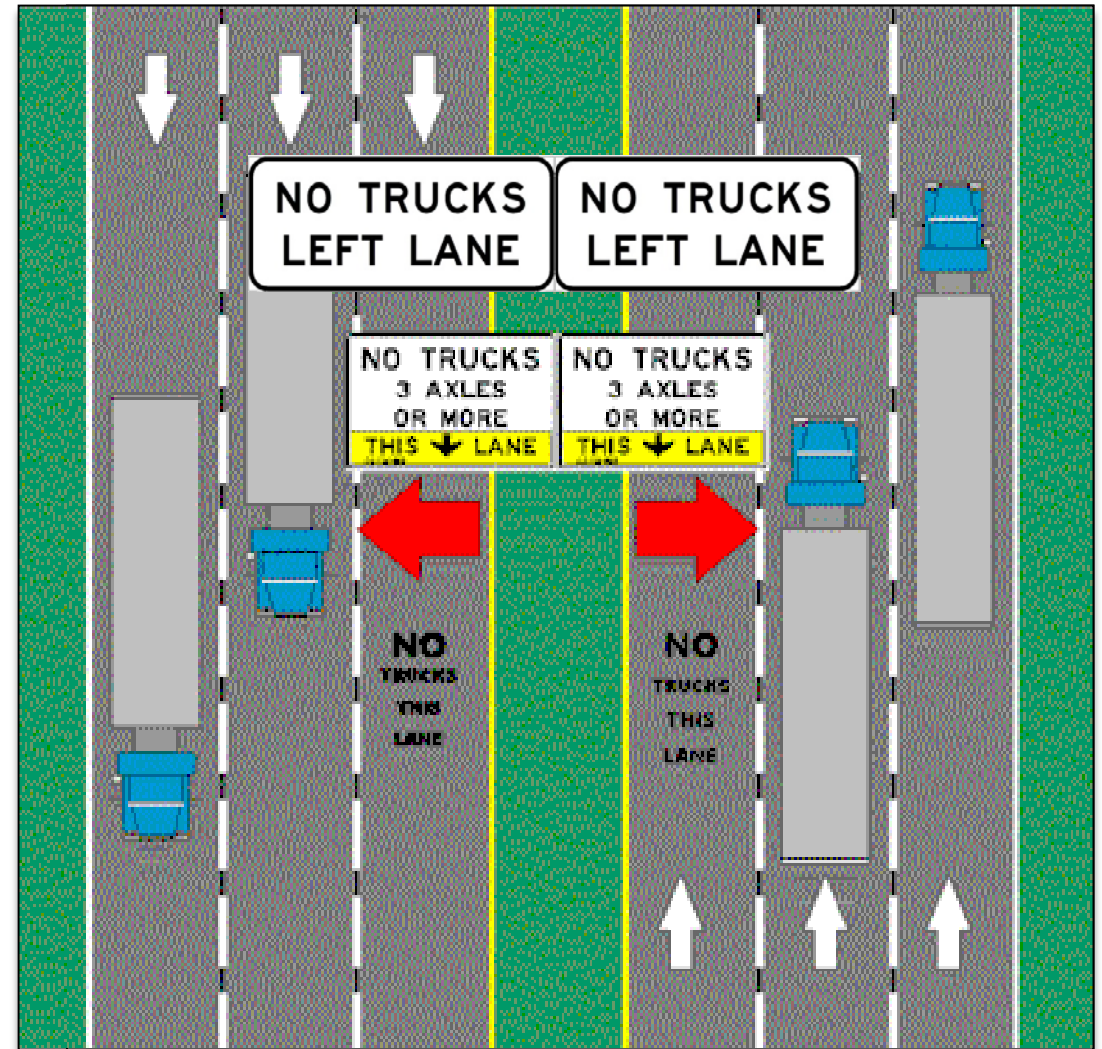 NO TRUCKS
LEFT LANE
NO TRUCKS
LEFT LANE
NO TRUCKS
3 AXLES
OR MORE
THIS LANE
NO TRUCKS
3 AXLES
OR MORE
THIS LANE
NO
TRUCKS
THIS
LANE
NO
TRUCKS
THIS
LANE